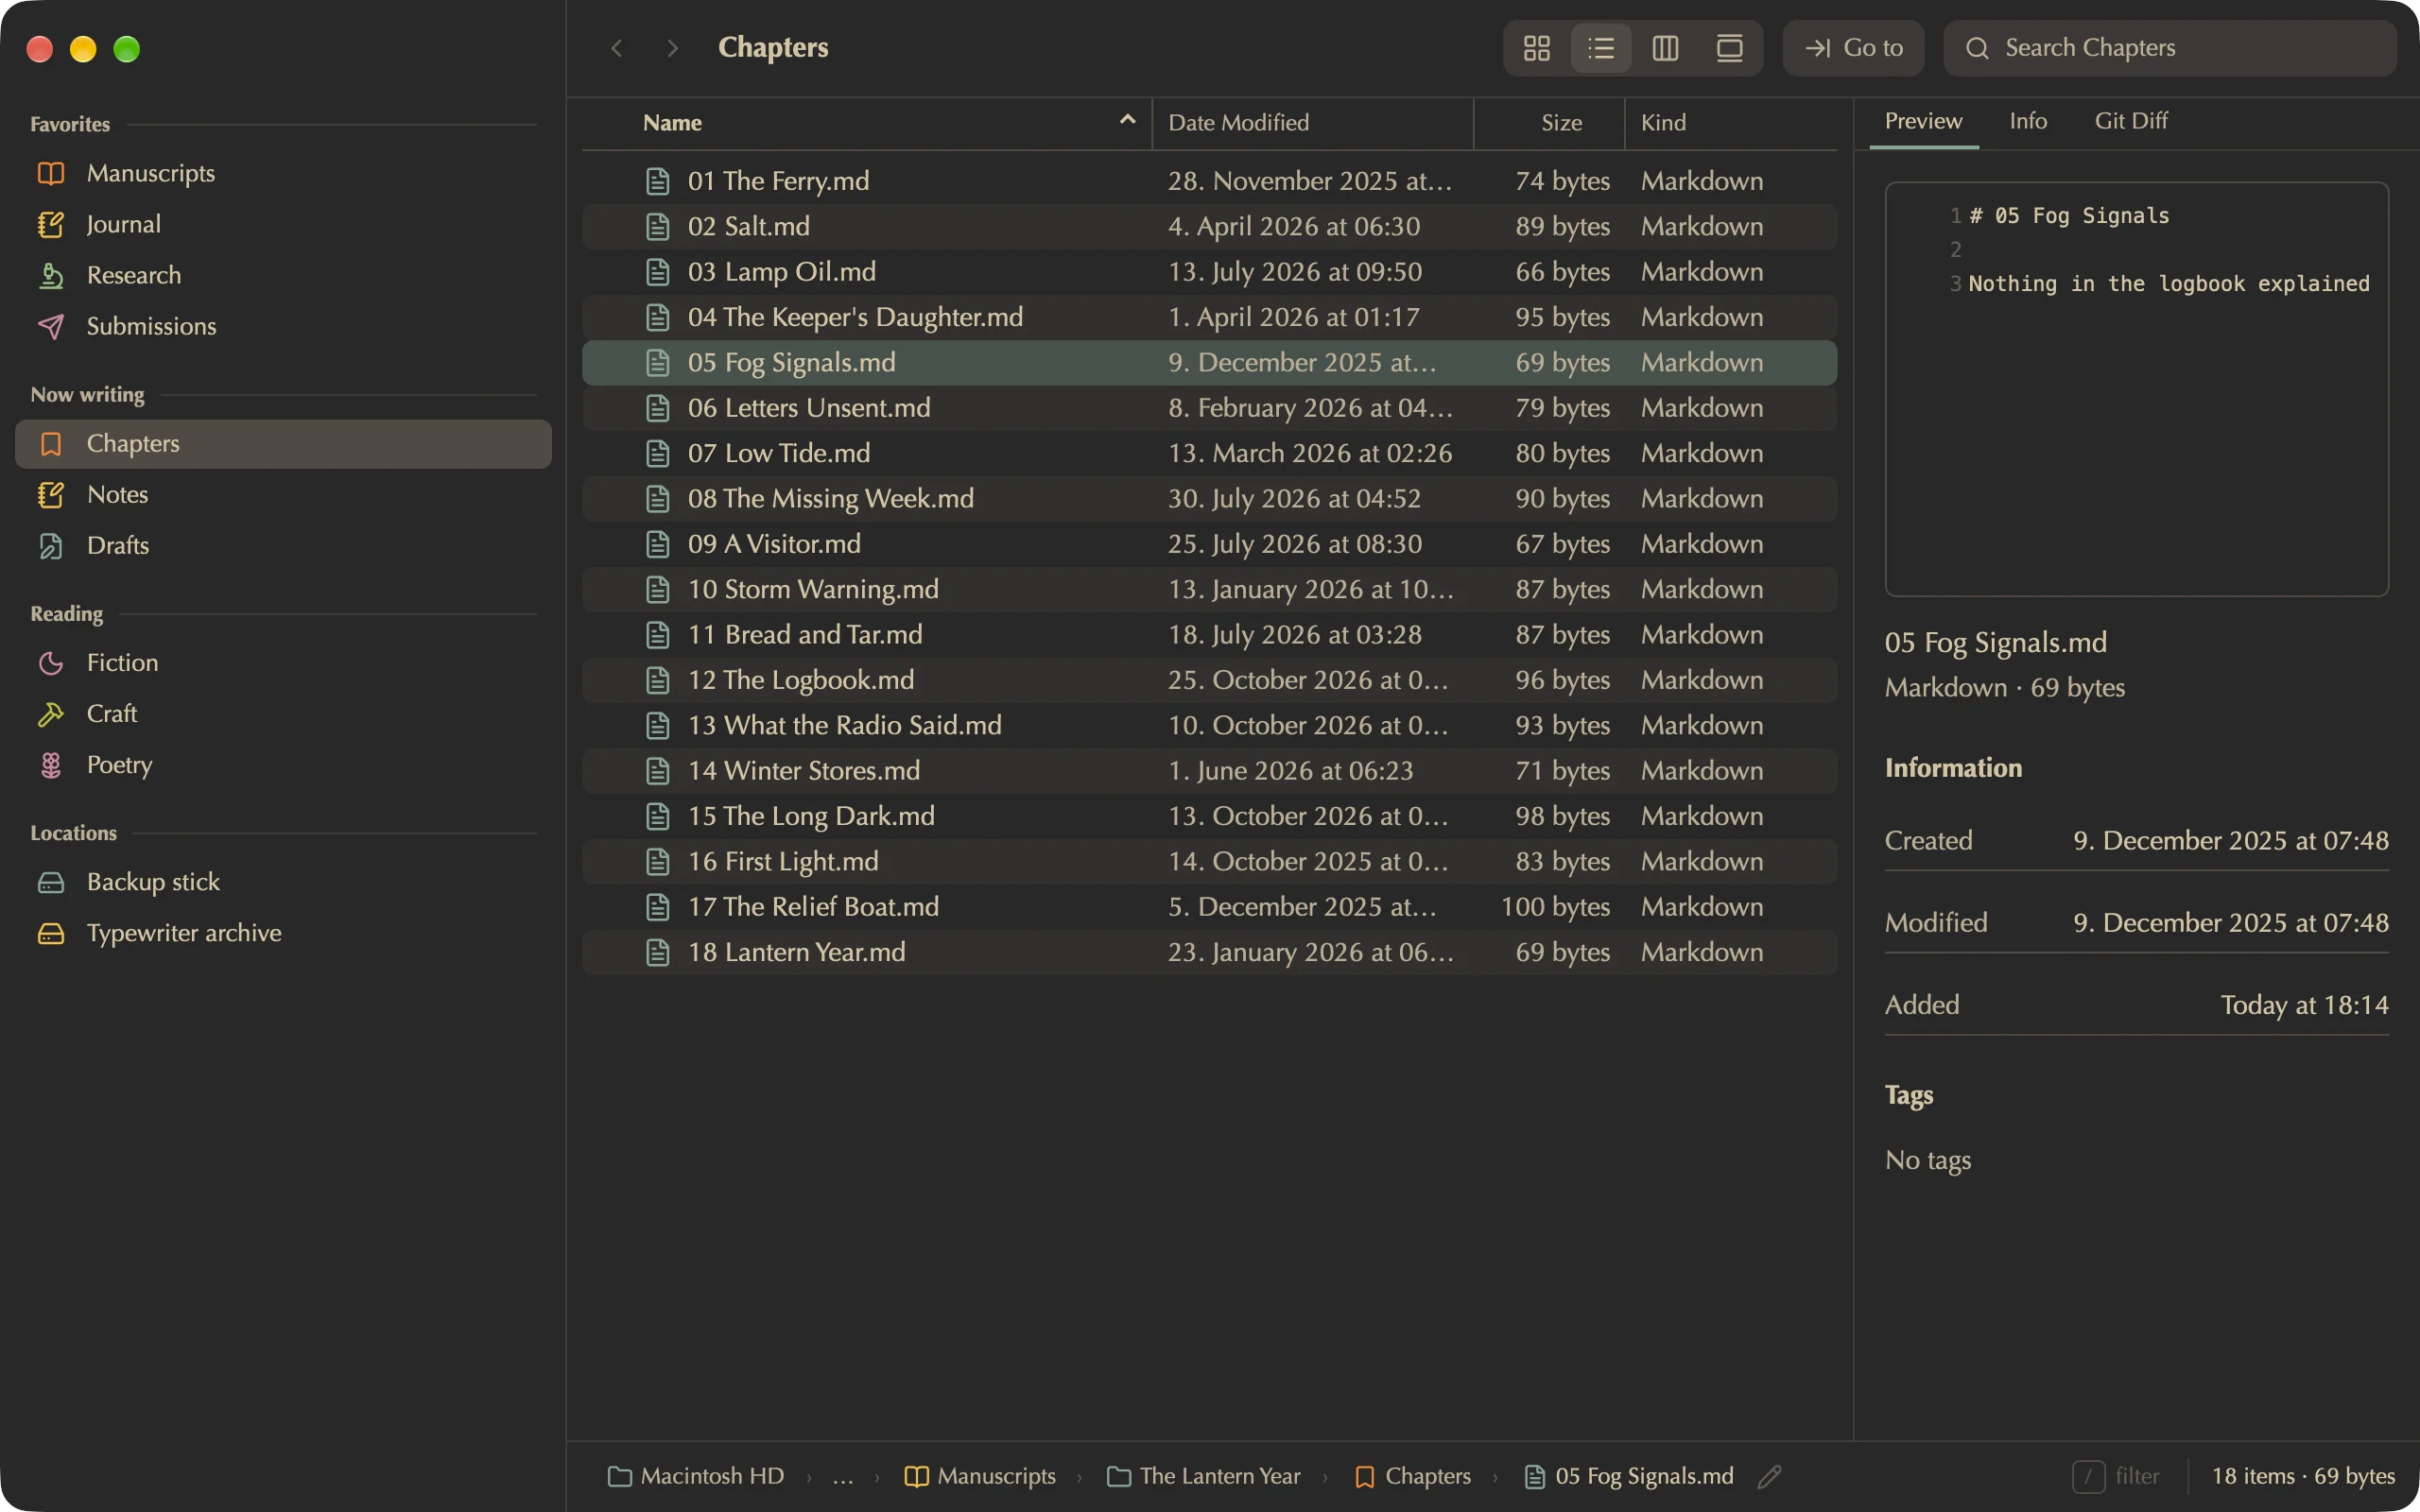 Favorites
Manuscripts
Journal
Research
Submissions
Now writing
Chapters
Notes
Drafts
Reading
Fiction
Craft
Poetry
Locations
Backup stick
Typewriter archive
Chapters
Go to
Search Chapters
Name Date Modified Size Kind
01 The Ferry.md 28. November 2025 at… 74 bytes Markdown
02 Salt.md 4. April 2026 at 06:30 89 bytes Markdown
03 Lamp Oil.md 13. July 2026 at 09:50 66 bytes Markdown
04 The Keeper's Daughter.md 1. April 2026 at 01:17 95 bytes Markdown
05 Fog Signals.md 9. December 2025 at… 69 bytes Markdown
06 Letters Unsent.md 8. February 2026 at 04… 79 bytes Markdown
07 Low Tide.md 13. March 2026 at 02:26 80 bytes Markdown
08 The Missing Week.md 30. July 2026 at 04:52 90 bytes Markdown
09 A Visitor.md 25. July 2026 at 08:30 67 bytes Markdown
10 Storm Warning.md 13. January 2026 at 10… 87 bytes Markdown
11 Bread and Tar.md 18. July 2026 at 03:28 87 bytes Markdown
12 The Logbook.md 25. October 2026 at 0… 96 bytes Markdown
13 What the Radio Said.md 10. October 2026 at 0… 93 bytes Markdown
14 Winter Stores.md 1. June 2026 at 06:23 71 bytes Markdown
15 The Long Dark.md 13. October 2026 at 0… 98 bytes Markdown
16 First Light.md 14. October 2025 at 0… 83 bytes Markdown
17 The Relief Boat.md 5. December 2025 at… 100 bytes Markdown
18 Lantern Year.md 23. January 2026 at 06… 69 bytes Markdown
Preview Info Git Diff
1 # 05 Fog Signals
2
3 Nothing in the logbook explained
05 Fog Signals.md
Markdown · 69 bytes
Information
Created 9. December 2025 at 07:48
Modified 9. December 2025 at 07:48
Added Today at 18:14
Tags
No tags
Macintosh HD › … › Manuscripts › The Lantern Year › Chapters › 05 Fog Signals.md
/ filter
18 items · 69 bytes